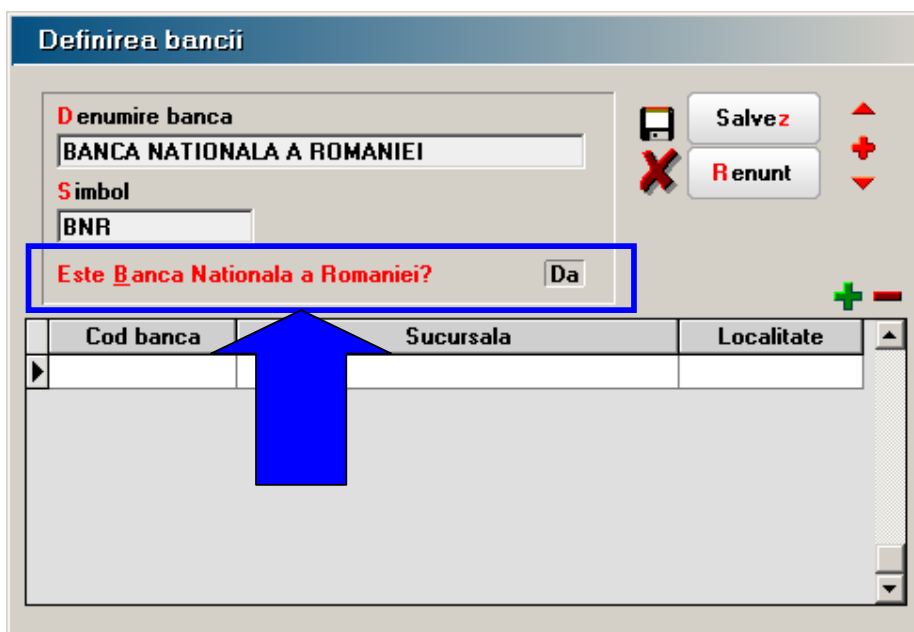 Definirea bancii
Denumire banca
BANCA NATIONALA A ROMANIEI
Simbol
BNR
Este Banca Nationala a Romaniei? Da
Salvez
Renunt
Cod banca Sucursala Localitate